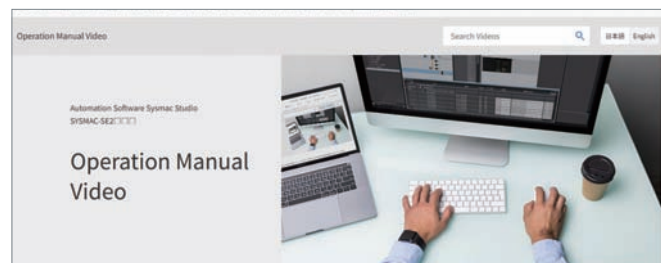 Operation Manual Video
Search Videos
日本語 English
Automation Software Sysmac Studio
SYSMAC-SE2□□□
Operation Manual
Video